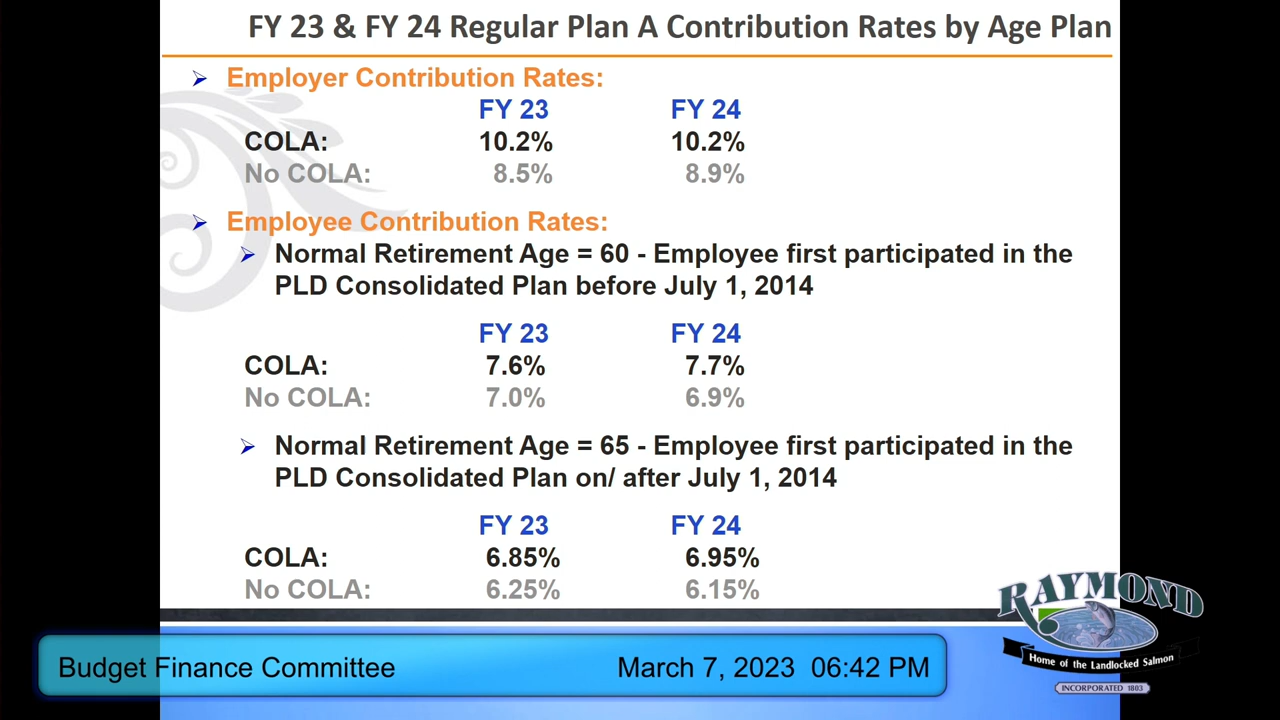 FY 23 & FY 24 Regular Plan A Contribution Rates by Age Plan
Employer Contribution Rates:
FY 23 FY 24
COLA: 10.2% 10.2%
No COLA: 8.5% 8.9%
Employee Contribution Rates:
Normal Retirement Age = 60 - Employee first participated in the
PLD Consolidated Plan before July 1, 2014
FY 23 FY 24
COLA: 7.6% 7.7%
No COLA: 7.0% 6.9%
Normal Retirement Age = 65 - Employee first participated in the
PLD Consolidated Plan on/ after July 1, 2014
FY 23 FY 24
COLA: 6.85% 6.95%
No COLA: 6.25% 6.15%
RAYMOND
Home of the Landlocked Salmon
INCORPORATED 1803
Budget Finance Committee March 7, 2023 06:42 PM